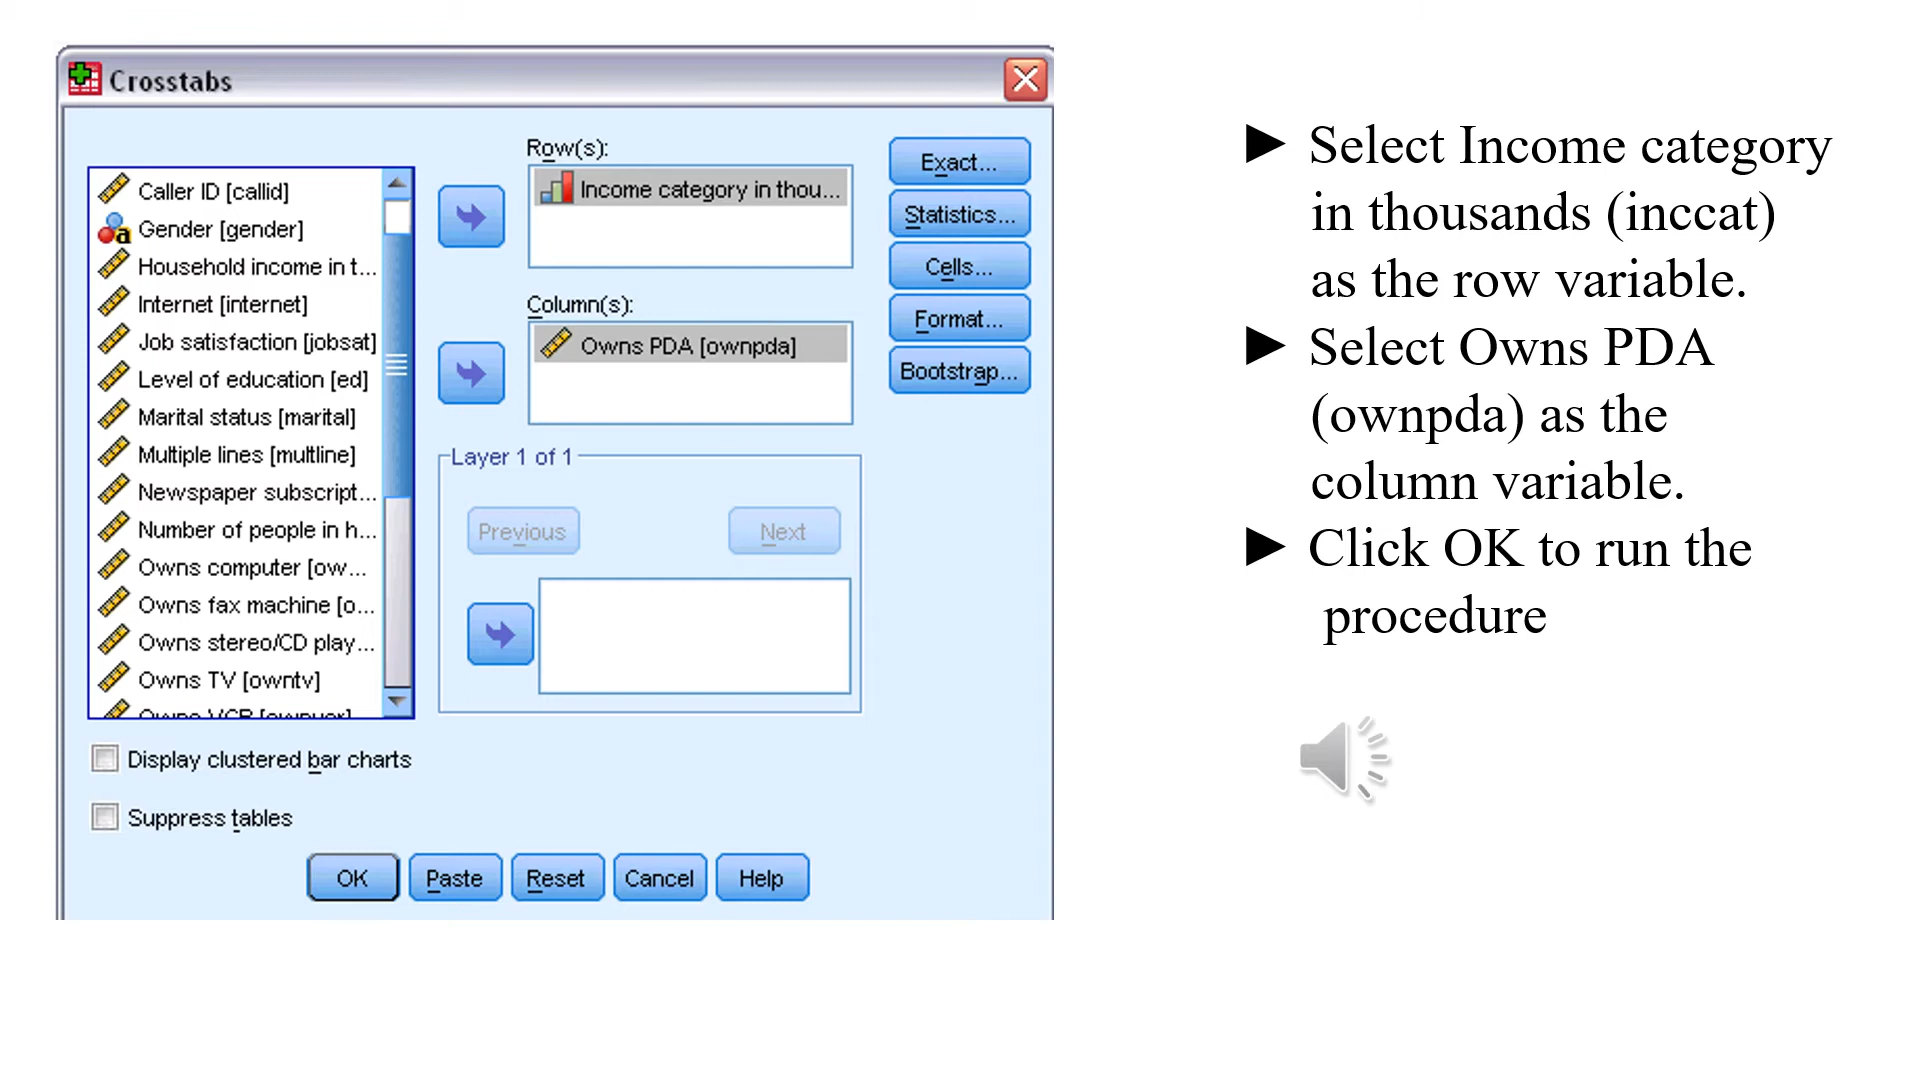 Crosstabs
Caller ID [callid]
Gender [gender]
Household income in t...
Internet [internet]
Job satisfaction [jobsat]
Level of education [ed]
Marital status [marital]
Multiple lines [multline]
Newspaper subscript...
Number of people in h...
Owns computer [ow...
Owns fax machine [o...
Owns stereo/CD play...
Owns TV [owntv]
Owns VCR [ownvcr]
Row(s):
Income category in thou...
Column(s):
Owns PDA [ownpda]
Layer 1 of 1
Previous
Next
Exact...
Statistics...
Cells...
Format...
Bootstrap...
Display clustered bar charts
Suppress tables
OK
Paste
Reset
Cancel
Help
► Select Income category
in thousands (inccat)
as the row variable.
► Select Owns PDA
(ownpda) as the
column variable.
► Click OK to run the
procedure